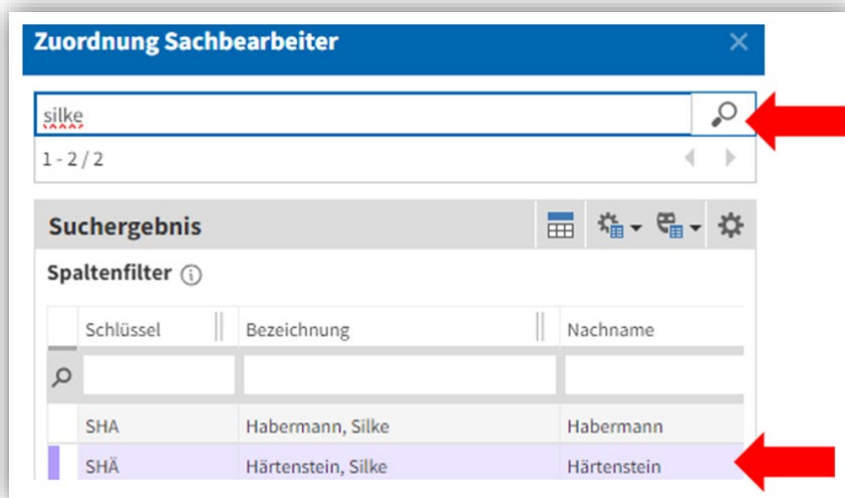 Zuordnung Sachbearbeiter
silke
1 - 2 / 2
Suchergebnis
Spaltenfilter
Schlüssel Bezeichnung Nachname
SHA Habermann, Silke Habermann
SHÄ Härtenstein, Silke Härtenstein